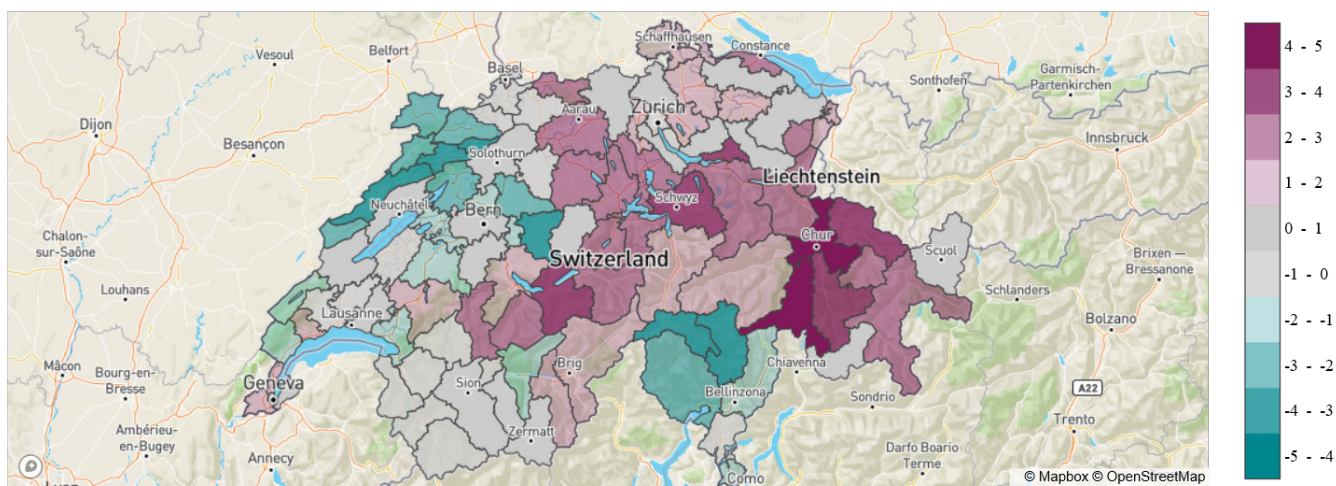 Schaffhausen
Belfort
Vesoul
Constance
Basel
Sonthofen
Garmisch-
Partenkirchen
Aarau
Zürich
Dijon
Besançon
Innsbruck
Solothurn
Liechtenstein
Neuchâtel
Bern
Schwyz
Chur
Scuol
Chalon-
sur-Saône
Switzerland
Brixen —
Bressanone
Louhans
Schlanders
Lausanne
Bolzano
Mâcon
Bourg-en-
Bresse
Geneva
Sion
Brig
Chiavenna
Bellinzona
Sondrio
A22
Ambérieu-
en-Bugey
Zermatt
Trento
Annecy
Darfo Boario
Terme
Como
© Mapbox © OpenStreetMap
4 - 5
3 - 4
2 - 3
1 - 2
0 - 1
-1 - 0
-2 - -1
-3 - -2
-4 - -3
-5 - -4